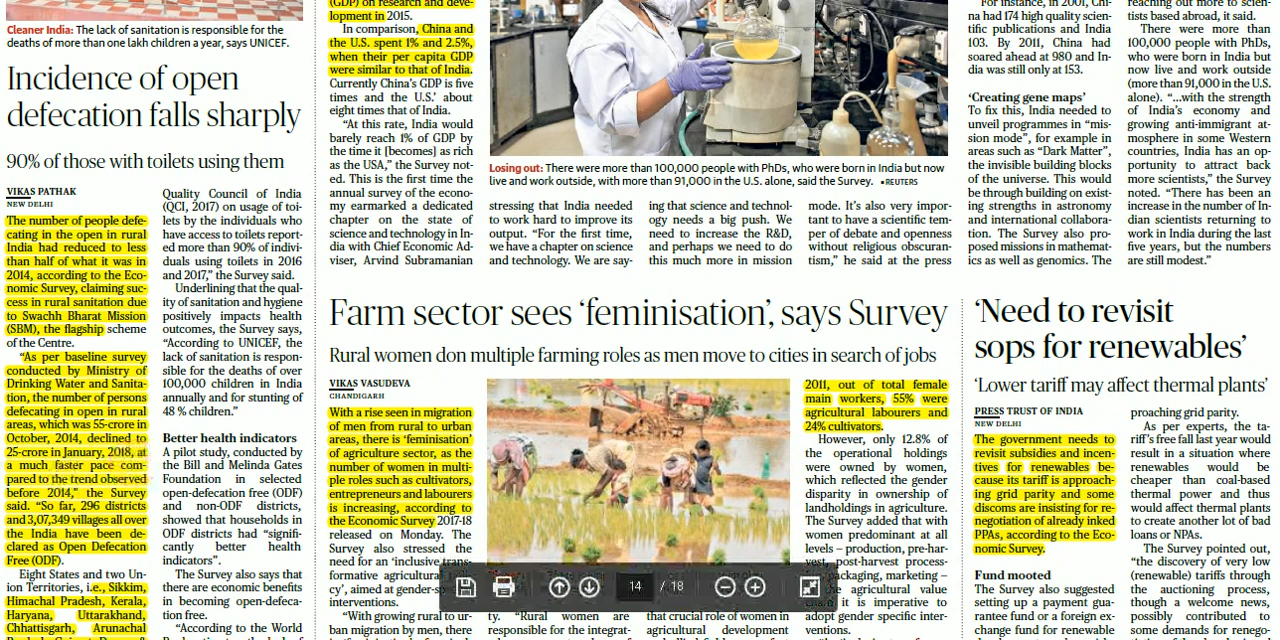 Cleaner India: The lack of sanitation is responsible for the
deaths of more than one lakh children a year, says UNICEF.
Incidence of open
defecation falls sharply
90% of those with toilets using them
VIKAS PATHAK
NEW DELHI
The number of people defe-
cating in the open in rural
India had reduced to less
than half of what it was in
2014, according to the Eco-
nomic Survey, claiming suc-
cess in rural sanitation due
to Swachh Bharat Mission
(SBM), the flagship scheme
of the Centre.
“As per baseline survey
conducted by Ministry of
Drinking Water and Sanita-
tion, the number of persons
defecating in open in rural
areas, which was 55-crore in
October, 2014, declined to
25-crore in January, 2018, at
a much faster pace com-
pared to the trend observed
before 2014,” the Survey
said. “So far, 296 districts
and 3,07,349 villages all over
the India have been de-
clared as Open Defecation
Free (ODF).
Eight States and two Un-
ion Territories, i.e., Sikkim,
Himachal Pradesh, Kerala,
Haryana, Uttarakhand,
Chhattisgarh, Arunachal
Quality Council of India
(QCI, 2017) on usage of toi-
lets by the individuals who
have access to toilets report-
ed more than 90% of indivi-
duals using toilets in 2016
and 2017,” the Survey said.
Underlining that the qual-
ity of sanitation and hygiene
positively impacts health
outcomes, the Survey says,
“According to UNICEF, the
lack of sanitation is respon-
sible for the deaths of over
100,000 children in India
annually and for stunting of
48 % children.”
Better health indicators
A pilot study, conducted by
the Bill and Melinda Gates
Foundation in selected
open-defecation free (ODF)
and non-ODF districts,
showed that households in
ODF districts had “signifi-
cantly better health
indicators”.
The Survey also says that
there are economic benefits
in becoming open-defeca-
tion free.
“According to the World
(GDP) on research and deve-
lopment in 2015.
In comparison, China and
the U.S. spent 1% and 2.5%,
when their per capita GDP
were similar to that of India.
Currently China’s GDP is five
times and the U.S.’ about
eight times that of India.
“At this rate, India would
barely reach 1% of GDP by
the time it [becomes] as rich
as the USA,” the Survey not-
ed. This is the first time the
annual survey of the econo-
my earmarked a dedicated
chapter on the state of
science and technology in In-
dia with Chief Economic Ad-
viser, Arvind Subramanian
Losing out: There were more than 100,000 people with PhDs, who were born in India but now
live and work outside, with more than 91,000 in the U.S. alone, said the Survey. ▪REUTERS
stressing that India needed
to work hard to improve its
output. “For the first time,
we have a chapter on science
and technology. We are say-
ing that science and technol-
ogy needs a big push. We
need to increase the R&D,
and perhaps we need to do
this much more in mission
mode. It’s also very impor-
tant to have a scientific tem-
per of debate and openness
without religious obscuran-
tism,” he said at the press
For instance, in 2001, Chi-
na had 174 high quality scien-
tific publications and India
103. By 2011, China had
soared ahead at 980 and In-
dia was still only at 153.
‘Creating gene maps’
To fix this, India needed to
unveil programmes in “mis-
sion mode”, for example in
areas such as “Dark Matter”,
the invisible building blocks
of the universe. This would
be through building on exist-
ing strengths in astronomy
and international collabora-
tion. The Survey also pro-
posed missions in mathemat-
ics as well as genomics. The
reaching out more to scien-
tists based abroad, it said.
There were more than
100,000 people with PhDs,
who were born in India but
now live and work outside
(more than 91,000 in the U.S.
alone). “...with the strength
of India’s economy and
growing anti-immigrant at-
mosphere in some Western
countries, India has an op-
portunity to attract back
more scientists,” the Survey
noted. “There has been an
increase in the number of In-
dian scientists returning to
work in India during the last
five years, but the numbers
are still modest.”
Farm sector sees ‘feminisation’, says Survey
Rural women don multiple farming roles as men move to cities in search of jobs
VIKAS VASUDEVA
CHANDIGARH
With a rise seen in migration
of men from rural to urban
areas, there is ‘feminisation’
of agriculture sector, as the
number of women in multi-
ple roles such as cultivators,
entrepreneurs and labourers
is increasing, according to
the Economic Survey 2017-18
released on Monday. The
Survey also stressed the
need for an ‘inclusive trans-
formative agricultural
cy’, aimed at gender-
interventions.
“With growing rural to ur-
ban migration by men, there
ty. “Rural women are
responsible for the integrat-
that crucial role of women in
agricultural development
2011, out of total female
main workers, 55% were
agricultural labourers and
24% cultivators.
However, only 12.8% of
the operational holdings
were owned by women,
which reflected the gender
disparity in ownership of
landholdings in agriculture.
The Survey added that with
women predominant at all
levels – production, pre-har-
vest, post-harvest process-
packaging, marketing –
agricultural value
it is imperative to
adopt gender specific inter-
ventions.
‘Need to revisit
sops for renewables’
‘Lower tariff may affect thermal plants’
PRESS TRUST OF INDIA
NEW DELHI
The government needs to
revisit subsidies and incen-
tives for renewables be-
cause its tariff is approach-
ing grid parity and some
discoms are insisting for re-
negotiation of already inked
PPAs, according to the Eco-
nomic Survey.
Fund mooted
The Survey also suggested
setting up a payment gua-
rantee fund or a foreign ex-
change fund for renewable
proaching grid parity.
As per experts, the ta-
riff’s free fall last year would
result in a situation where
renewables would be
cheaper than coal-based
thermal power and thus
would affect thermal plants
to create another lot of bad
loans or NPAs.
The Survey pointed out,
“the discovery of very low
(renewable) tariffs through
the auctioning process,
though a welcome news,
possibly contributed to
some demands for renego-
14 / 18